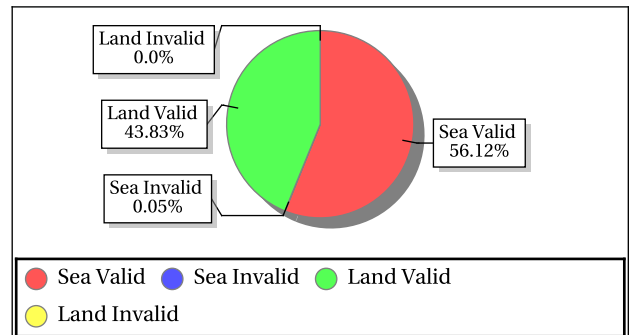 Land Invalid
0.0%
Land Valid
43.83%
Sea Valid
56.12%
Sea Invalid
0.05%
Sea Valid
Sea Invalid
Land Valid
Land Invalid